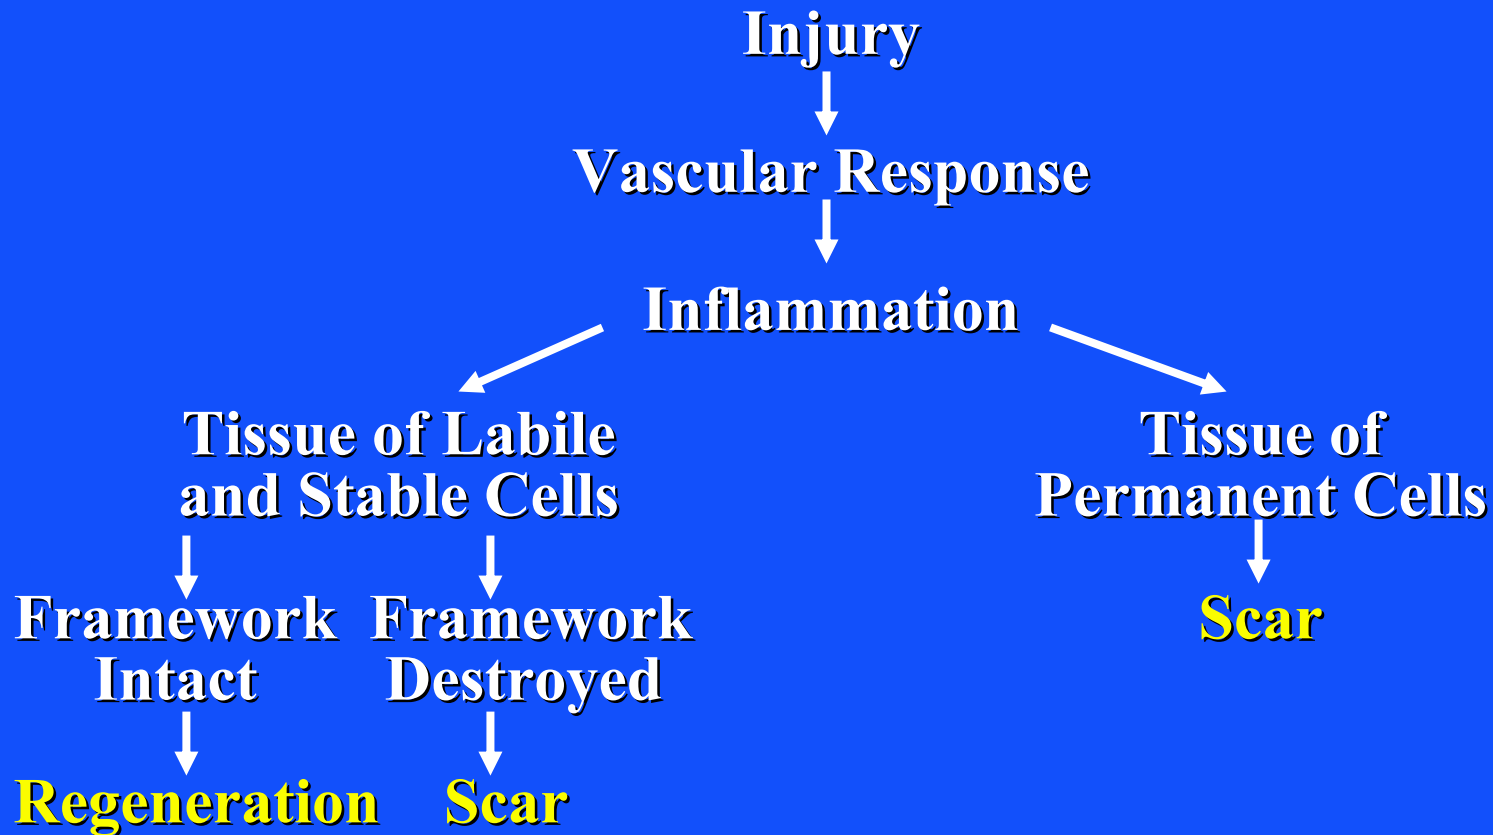 Injury
Vascular Response
Inflammation
Tissue of Labile
and Stable Cells
Tissue of
Permanent Cells
Framework
Intact
Framework
Destroyed
Scar
Regeneration
Scar